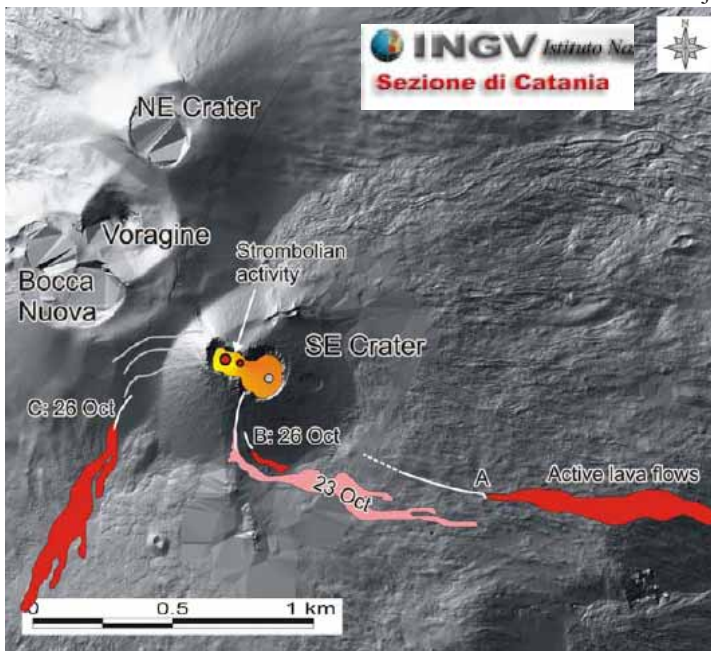 INGV Istituto Na
Sezione di Catania
N
NE Crater
Voragine
Bocca
Nuova
Strombolian
activity
SE Crater
C: 26 Oct
B: 26 Oct
23 Oct
A
Active lava flows
0 0.5 1 km